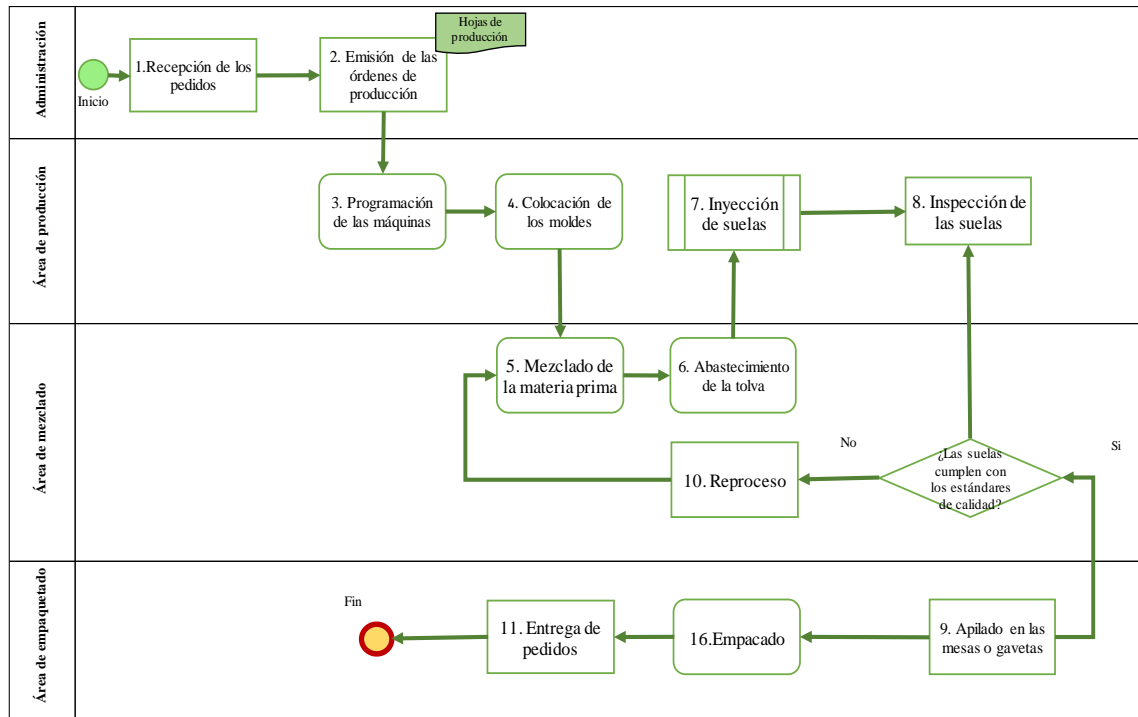 Administración
Hojas de
producción
Inicio
1.Recepción de los
pedidos
2. Emisión de las
órdenes de
producción
Área de producción
3. Programación
de las máquinas
4. Colocación de
los moldes
7. Inyección
de suelas
8. Inspección de
las suelas
Área de mezclado
5. Mezclado de
la materia prima
6. Abastecimiento
de la tolva
No
Si
¿Las suelas
cumplen con
los estándares
de calidad?
10. Reproceso
Área de empaquetado
Fin
11. Entrega de
pedidos
16.Empacado
9. Apilado en las
mesas o gavetas